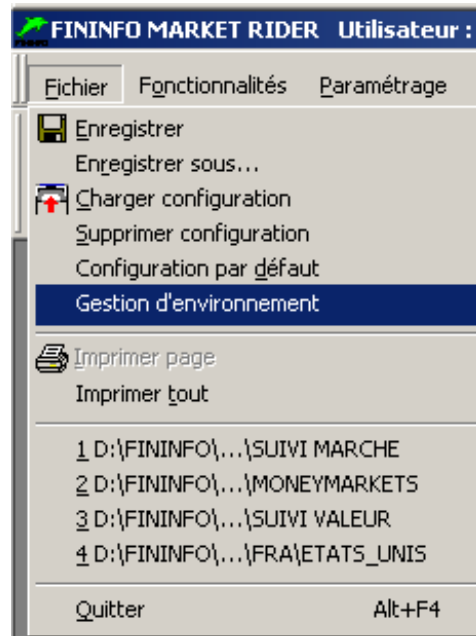 FININFO MARKET RIDER Utilisateur :
Fichier Fonctionnalités Paramétrage
Enregistrer
Enregistrer sous...
Charger configuration
Supprimer configuration
Configuration par défaut
Gestion d'environnement
Imprimer page
Imprimer tout
1 D:\FININFO\...\SUIVI MARCHE
2 D:\FININFO\...\MONEYMARKETS
3 D:\FININFO\...\SUIVI VALEUR
4 D:\FININFO\...\FRA\ETATS_UNIS
Quitter Alt+F4